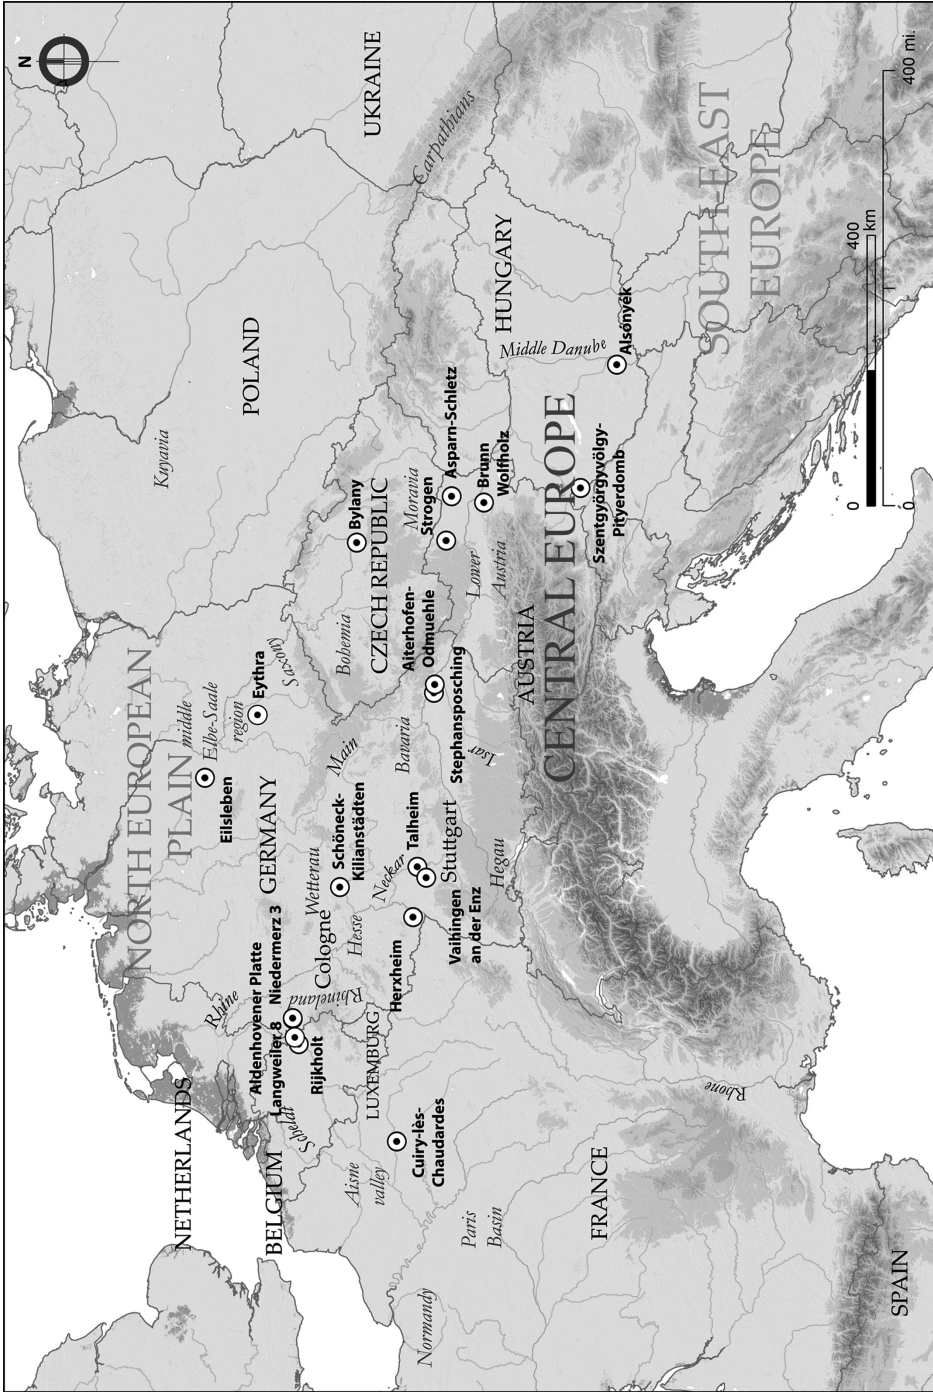 N
NETHERLANDS
BELGIUM
Scheldt
Rhine
NORTH EUROPEAN
PLAIN
Kuyavia
POLAND
UKRAINE
Carpathians
middle
Elbe-Saale
region
Eilsleben
Eythra
Saxony
GERMANY
Aldenhovener Platte
Langweiler 8
Niedermerz 3
Rijkholt
Rhineland
Cologne
Wetterau
Hesse
Schöneck-
Kilianstädten
Main
Bohemia
Bylany
CZECH REPUBLIC
Moravia
LUXEMBURG
Aisne
valley
Cuiry-lès-
Chaudardes
Normandy
Paris
Basin
Herxheim
Neckar
Talheim
Stuttgart
Vaihingen
an der Enz
Bavaria
Aiterhofen-
Odmuehle
Stephansposching
Isar
Hegau
Strogen
Asparn-Schletz
Brunn
Wolfholz
Lower
Austria
AUSTRIA
HUNGARY
Middle Danube
CENTRAL EUROPE
Szentgyörgyvölgy-
Pityerdomb
Alsónyék
FRANCE
Rhone
SOUTH-EAST
EUROPE
SPAIN
0
400
km
0
400 mi.